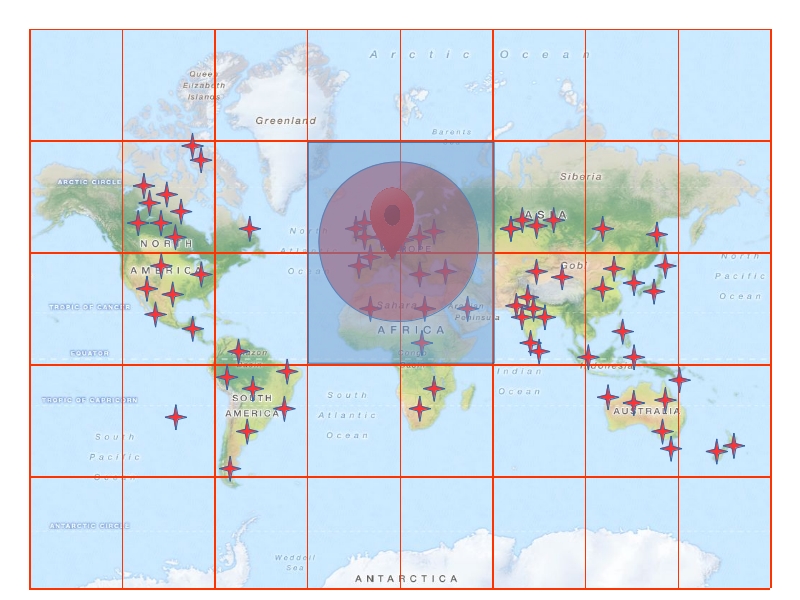 Arctic Ocean
Queen
Elizabeth
Islands
Greenland
Barents
Siberia
ARCTIC CIRCLE
ASIA
North
Atlantic
Ocean
NORTH
AMERICA
Gobi
North
Pacific
Ocean
TROPIC OF CANCER
Sahara
Arabian
Peninsula
AFRICA
EQUATOR
Amazon
Congo
Basin
Indonesia
Indian
Ocean
TROPIC OF CAPRICORN
SOUTH
AMERICA
South
Atlantic
Ocean
AUSTRALIA
South
Pacific
Ocean
ANTARCTIC CIRCLE
Weddell
Sea
ANTARCTICA